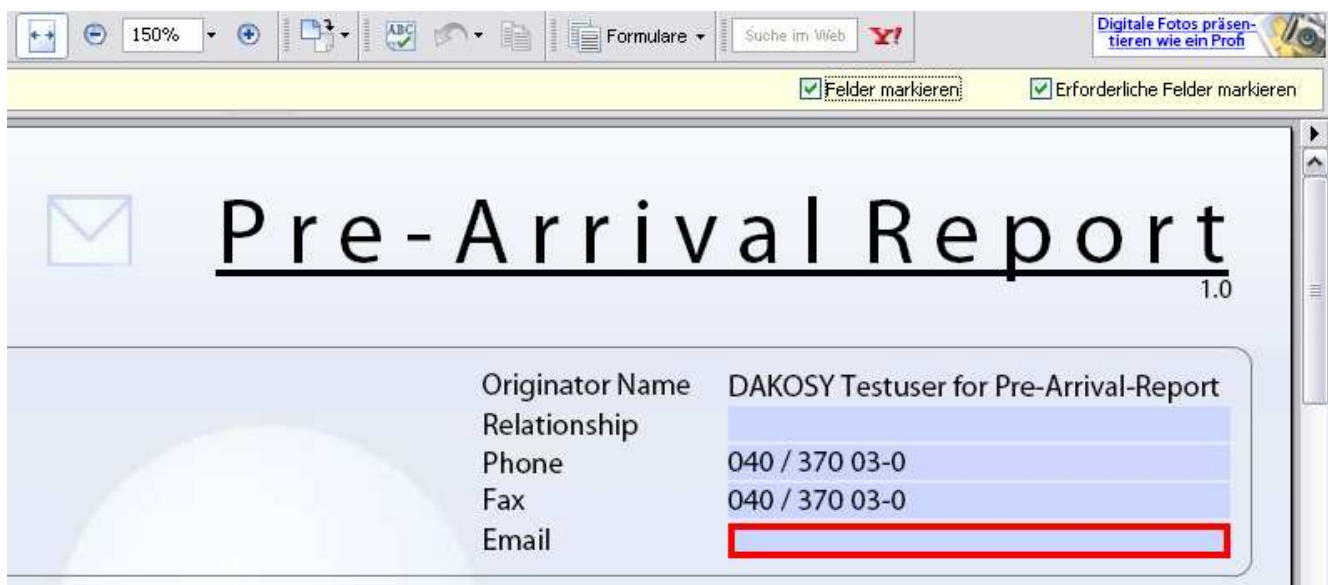 150% ABC Formulare Suche im Web Y! Digitale Fotos präsen-
tieren wie ein Profi
Felder markieren Erforderliche Felder markieren
Pre-Arrival Report
1.0
Originator Name DAKOSY Testuser for Pre-Arrival-Report
Relationship
Phone 040 / 370 03-0
Fax 040 / 370 03-0
Email